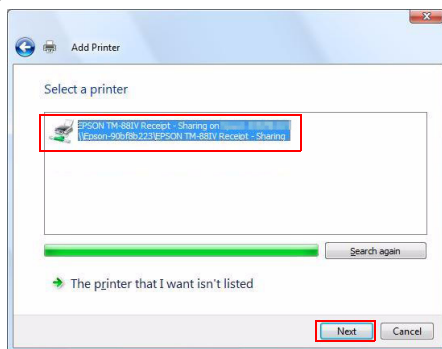 Add Printer
Select a printer
EPSON TM-88IV Receipt - Sharing on
\\Epson-90bf8b223\EPSON TM-88IV Receipt - Sharing
Search again
The printer that I want isn't listed
Next
Cancel